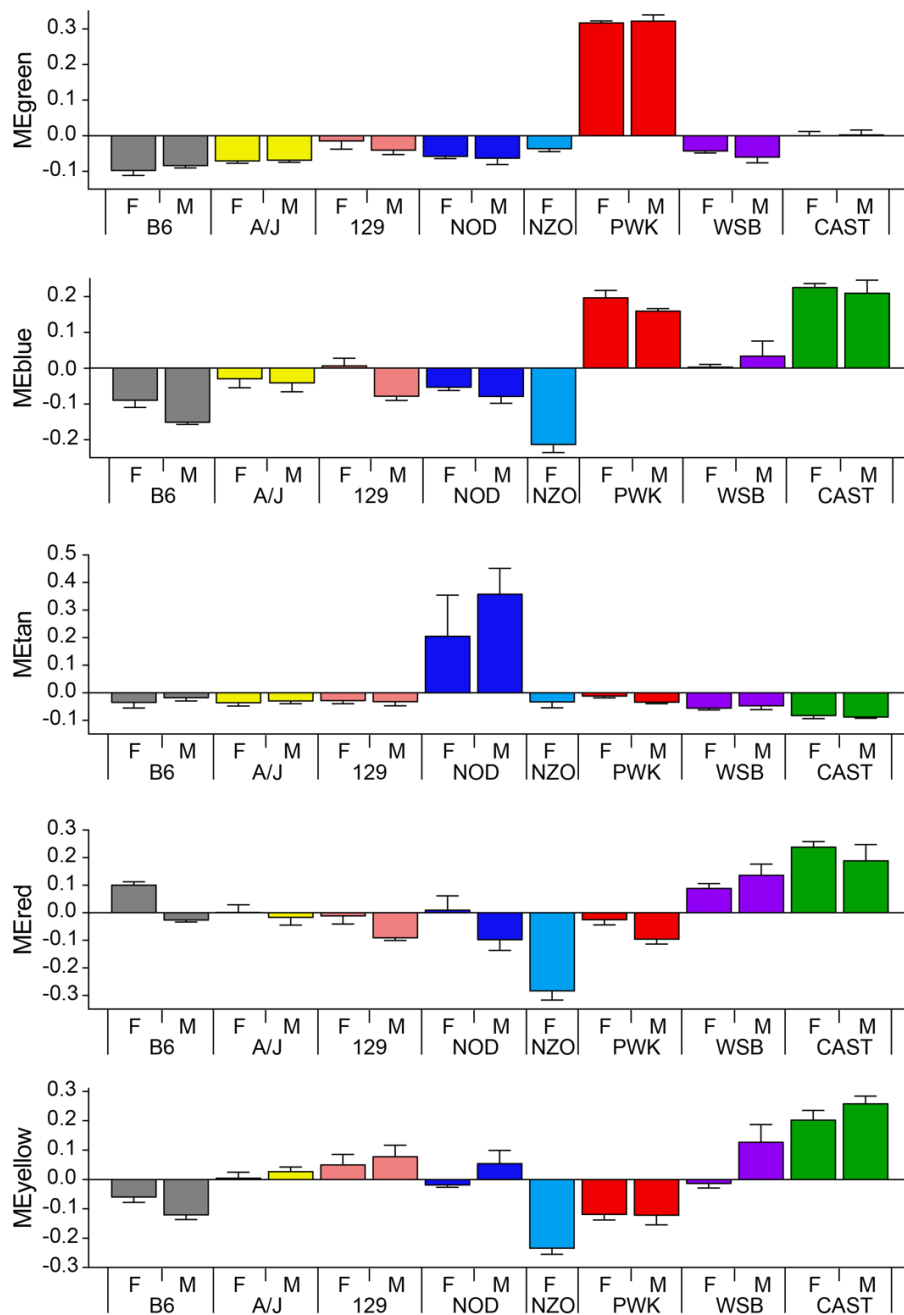 MEgreen
0.3
0.2
0.1
0.0
-0.1
F M F M F M F M F F M F M F M
B6 A/J 129 NOD NZO PWK WSB CAST
MEblue
0.2
0.1
0.0
-0.1
-0.2
F M F M F M F M F F M F M F M
B6 A/J 129 NOD NZO PWK WSB CAST
MEtan
0.5
0.4
0.3
0.2
0.1
0.0
-0.1
F M F M F M F M F F M F M F M
B6 A/J 129 NOD NZO PWK WSB CAST
MEred
0.3
0.2
0.1
0.0
-0.1
-0.2
-0.3
F M F M F M F M F F M F M F M
B6 A/J 129 NOD NZO PWK WSB CAST
MEyellow
0.3
0.2
0.1
0.0
-0.1
-0.2
-0.3
F M F M F M F M F F M F M F M
B6 A/J 129 NOD NZO PWK WSB CAST